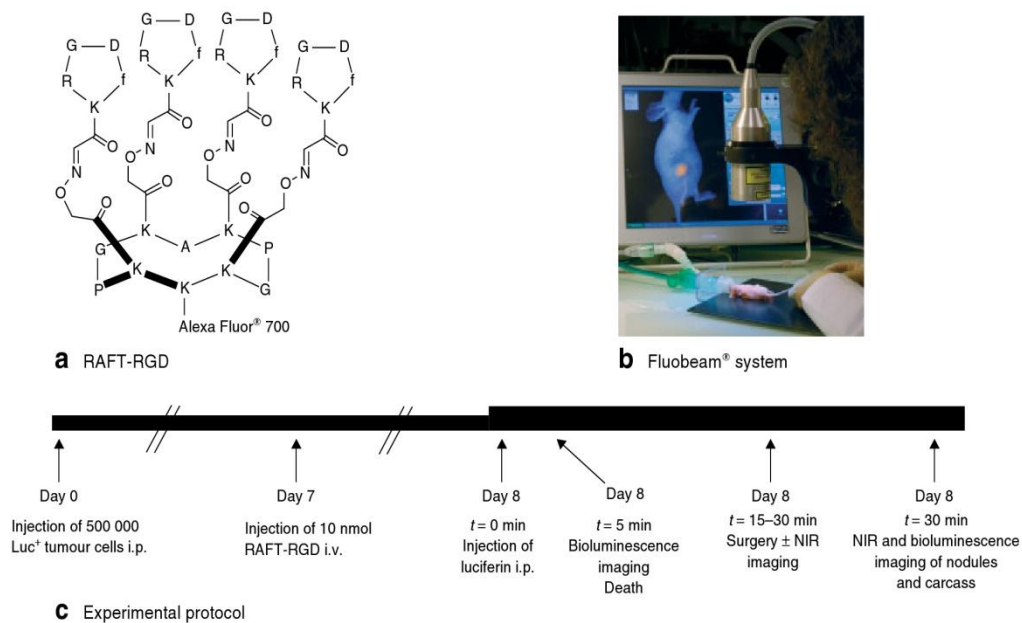 G D G D
G D R f R f G D
R f K K R f
K K
O O
O N N O
O O
N O O N
O O
O O
K K
G A P
K K
P K G
Alexa Fluor® 700
a RAFT-RGD
b Fluobeam® system
Day 0
Injection of 500 000
Luc+ tumour cells i.p.
Day 7
Injection of 10 nmol
RAFT-RGD i.v.
Day 8
t = 0 min
Injection of
luciferin i.p.
Day 8
t = 5 min
Bioluminescence
imaging
Death
Day 8
t = 15–30 min
Surgery ± NIR
imaging
Day 8
t = 30 min
NIR and bioluminescence
imaging of nodules
and carcass
c Experimental protocol